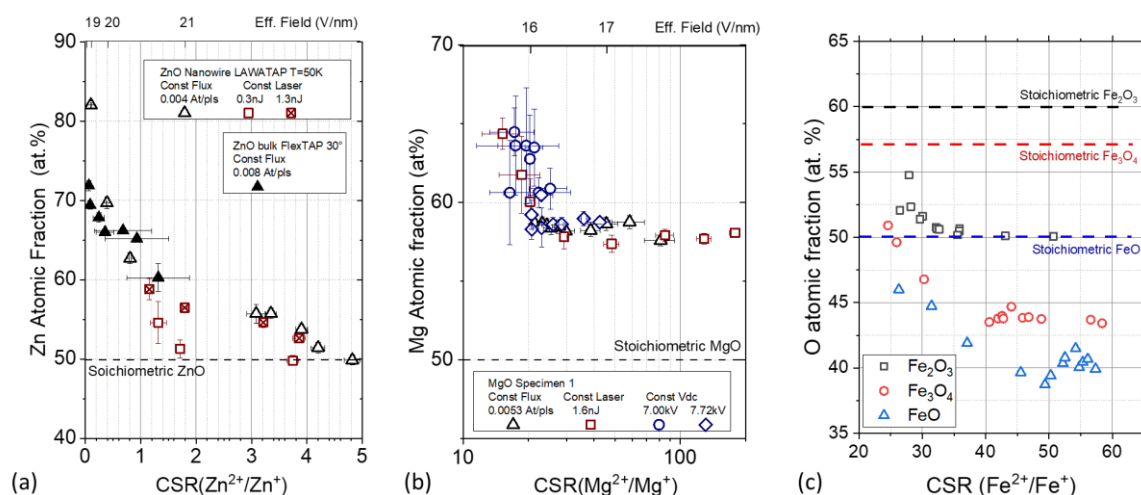 19 20 21 Eff. Field (V/nm)
90
80
70
60
50
40
Zn Atomic Fraction (at.%)
ZnO Nanowire LAWATAP T=50K
Const Flux Const Laser
0.004 At/pls 0.3nJ 1.3nJ
ZnO bulk FlexTAP 30°
Const Flux
0.008 At/pls
Soichiometric ZnO
0 1 2 3 4 5
(a) CSR(Zn²⁺/Zn⁺)
16 17 Eff. Field (V/nm)
70
60
50
Mg Atomic fraction (at.%)
Stoichiometric MgO
MgO Specimen 1
Const Flux Const Laser Const Vdc
0.0053 At/pls 1.6nJ 7.00kV 7.72kV
10 100
(b) CSR(Mg²⁺/Mg⁺)
65
60
55
50
45
40
35
O atomic fraction (at. %)
Stoichiometric Fe₂O₃
Stoichiometric Fe₃O₄
Stoichiometric FeO
Fe₂O₃
Fe₃O₄
FeO
20 30 40 50 60
(c) CSR (Fe²⁺/Fe⁺)